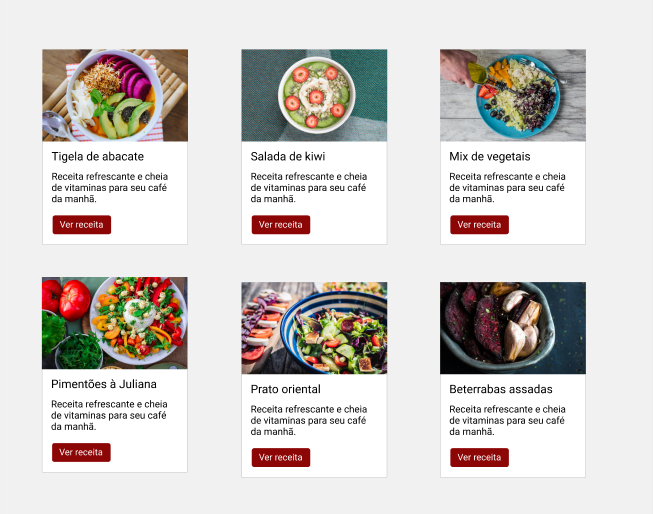 Tigela de abacate
Receita refrescante e cheia
de vitaminas para seu café
da manhã.
Ver receita
Salada de kiwi
Receita refrescante e cheia
de vitaminas para seu café
da manhã.
Ver receita
Mix de vegetais
Receita refrescante e cheia
de vitaminas para seu café
da manhã.
Ver receita
Pimentões à Juliana
Receita refrescante e cheia
de vitaminas para seu café
da manhã.
Ver receita
Prato oriental
Receita refrescante e cheia
de vitaminas para seu café
da manhã.
Ver receita
Beterrabas assadas
Receita refrescante e cheia
de vitaminas para seu café
da manhã.
Ver receita